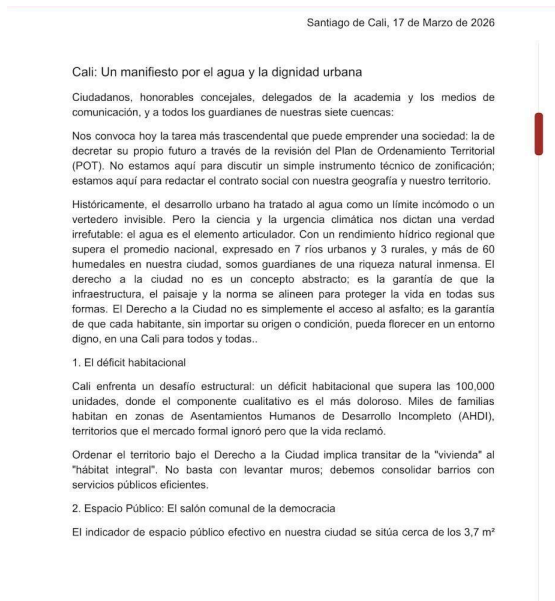 Santiago de Cali, 17 de Marzo de 2026
Cali: Un manifiesto por el agua y la dignidad urbana
Ciudadanos, honorables concejales, delegados de la academia y los medios de
comunicación, y a todos los guardianes de nuestras siete cuencas:
Nos convoca hoy la tarea más trascendental que puede emprender una sociedad: la de
decretar su propio futuro a través de la revisión del Plan de Ordenamiento Territorial
(POT). No estamos aquí para discutir un simple instrumento técnico de zonificación;
estamos aquí para redactar el contrato social con nuestra geografía y nuestro territorio.
Históricamente, el desarrollo urbano ha tratado al agua como un límite incómodo o un
vertedero invisible. Pero la ciencia y la urgencia climática nos dictan una verdad
irrefutable: el agua es el elemento articulador. Con un rendimiento hídrico regional que
supera el promedio nacional, expresado en 7 ríos urbanos y 3 rurales, y más de 60
humedales en nuestra ciudad, somos guardianes de una riqueza natural inmensa. El
derecho a la ciudad no es un concepto abstracto; es la garantía de que la
infraestructura, el paisaje y la norma se alineen para proteger la vida en todas sus
formas. El Derecho a la Ciudad no es simplemente el acceso al asfalto; es la garantía
de que cada habitante, sin importar su origen o condición, pueda florecer en un entorno
digno, en una Cali para todos y todas..
1. El déficit habitacional
Cali enfrenta un desafío estructural: un déficit habitacional que supera las 100,000
unidades, donde el componente cualitativo es el más doloroso. Miles de familias
habitan en zonas de Asentamientos Humanos de Desarrollo Incompleto (AHDI),
territorios que el mercado formal ignoró pero que la vida reclamó.
Ordenar el territorio bajo el Derecho a la Ciudad implica transitar de la "vivienda" al
"hábitat integral". No basta con levantar muros; debemos consolidar barrios con
servicios públicos eficientes.
2. Espacio Público: El salón comunal de la democracia
El indicador de espacio público efectivo en nuestra ciudad se sitúa cerca de los 3,7 m²